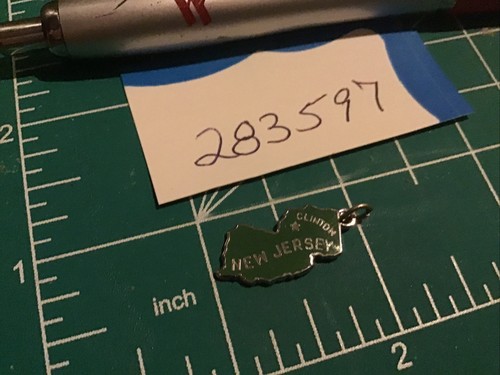 W
283597
2
CLINTON
NEW JERSEY
1
inch
2